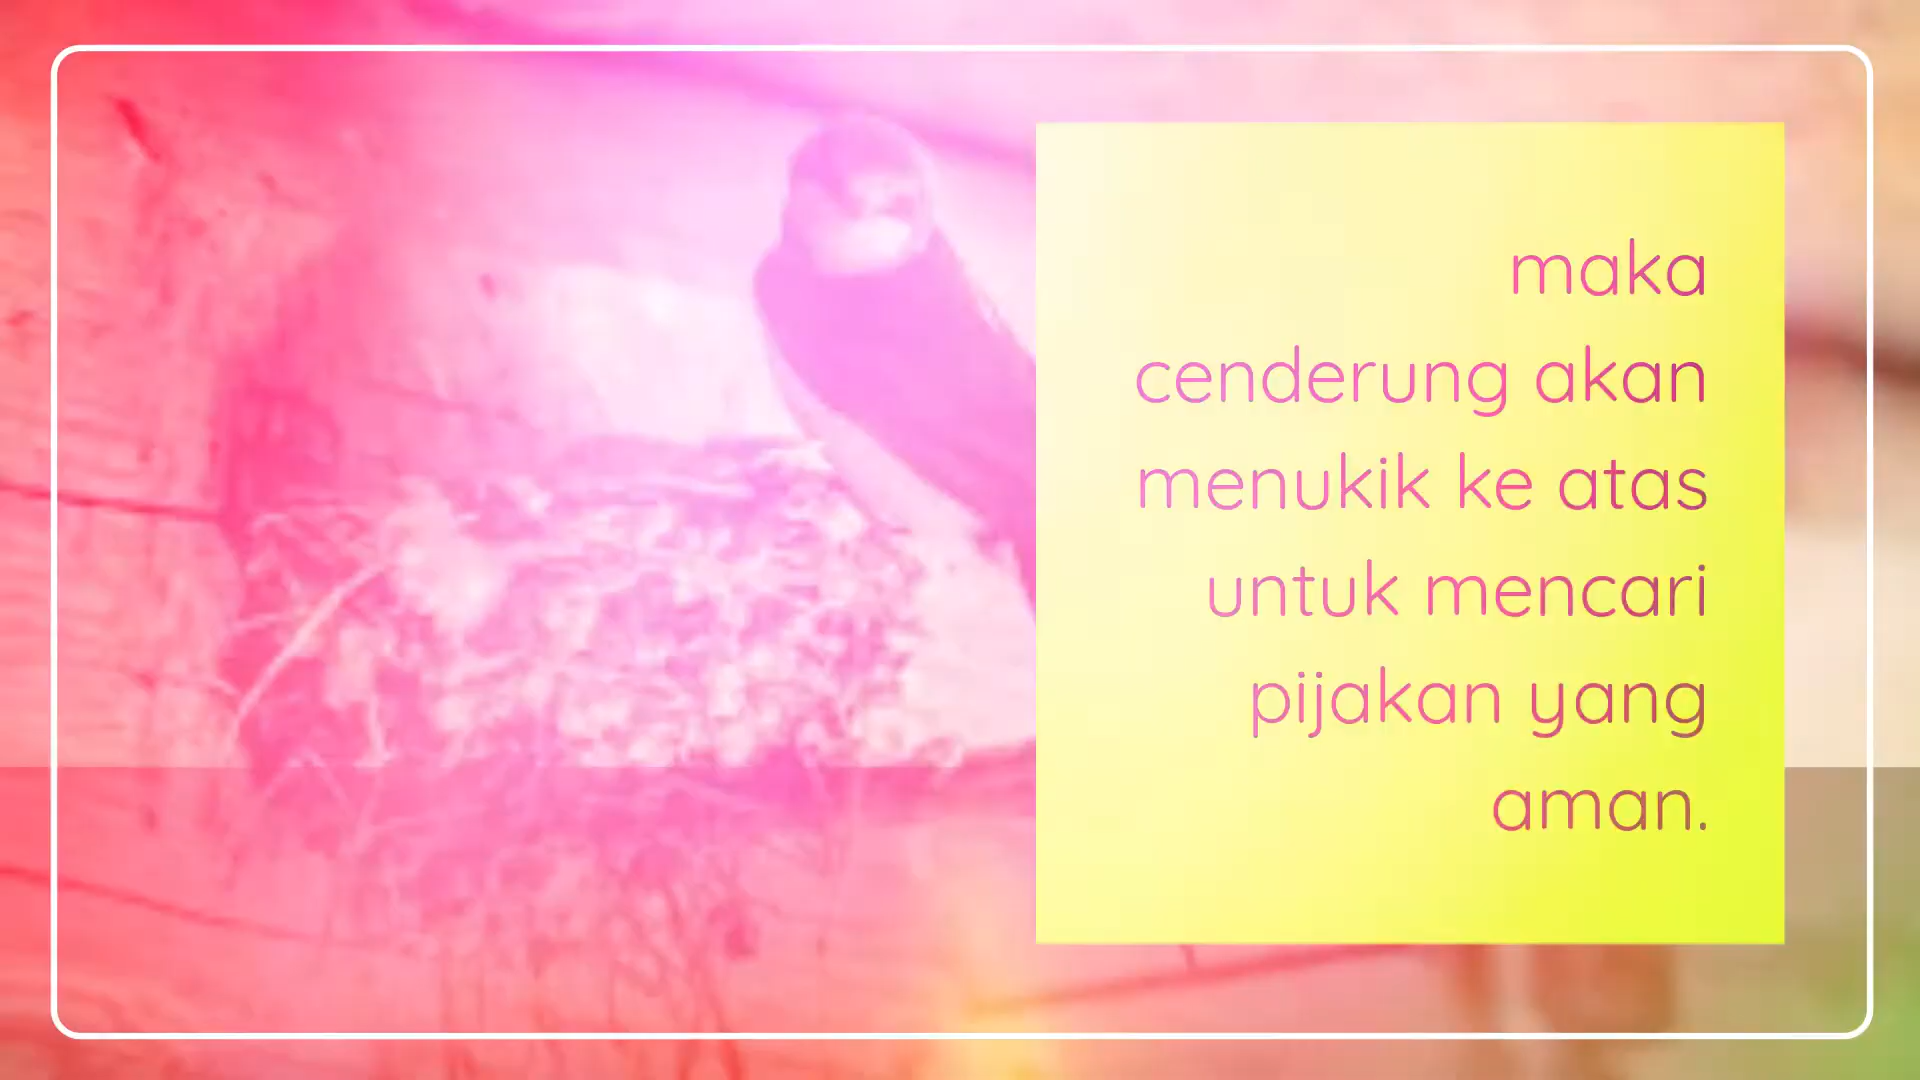 maka
cenderung akan
menukik ke atas
untuk mencari
pijakan yang
aman.